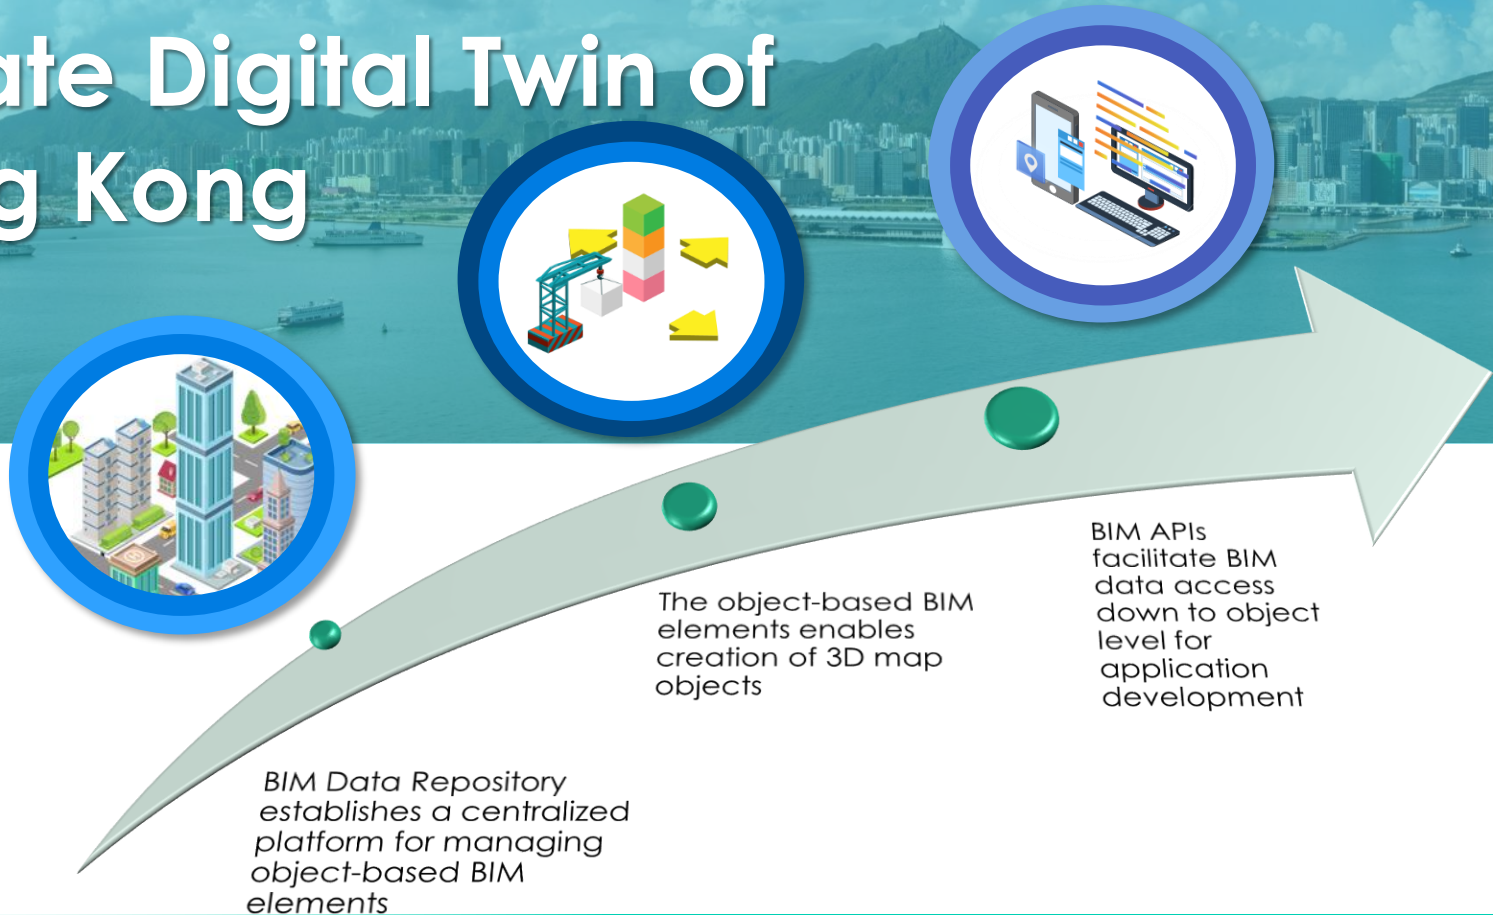 ate Digital Twin of
g Kong
BIM Data Repository
establishes a centralized
platform for managing
object-based BIM
elements
The object-based BIM
elements enables
creation of 3D map
objects
BIM APIs
facilitate BIM
data access
down to object
level for
application
development